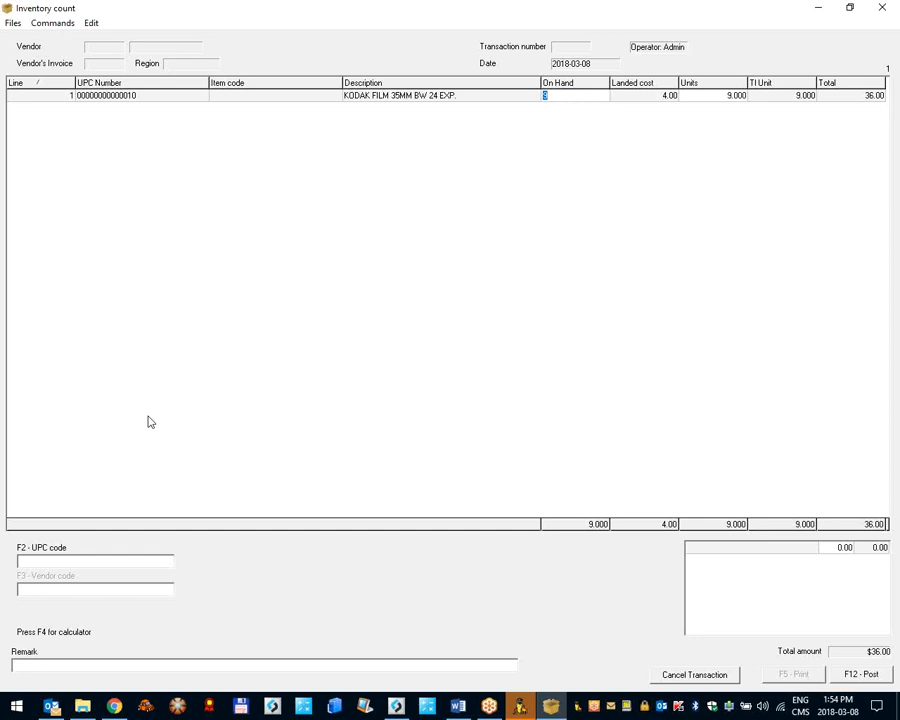 Inventory count
Files Commands Edit
Vendor Transaction number Operator: Admin
Vendor's Invoice Region Date 2018-03-08
1
Line / UPC Number Item code Description On Hand Landed cost Units TI Unit Total
1 00000000000010 KODAK FILM 35MM BW 24 EXP. 9 4.00 9.000 9.000 36.00
9.000 4.00 9.000 9.000 36.00
F2 - UPC code 0.00 0.00
F3 - Vendor code
Press F4 for calculator
Remark Total amount $36.00
Cancel Transaction F5 - Print F12 - Post
ENG 1:54 PM
CMS 2018-03-08